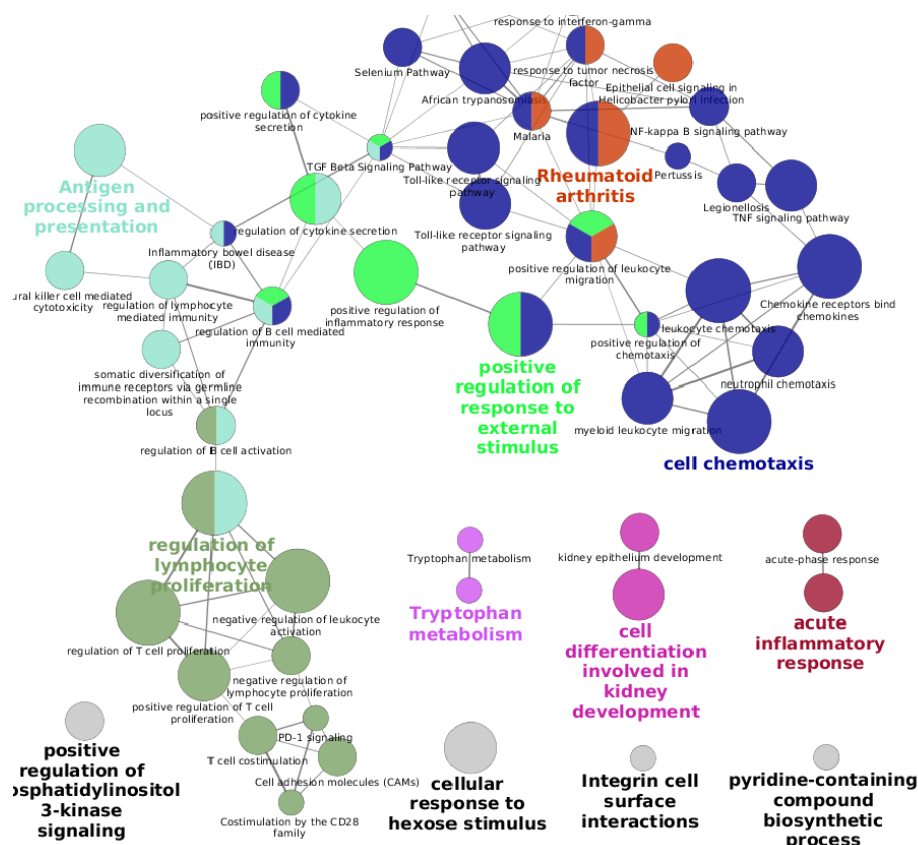 response to interferon-gamma
Selenium Pathway
response to tumor necrosis
factor
Epithelial cell signaling in
Helicobacter pylori infection
African trypanosomiasis
positive regulation of cytokine
secretion
Malaria
NF-kappa B signaling pathway
TGF Beta Signaling Pathway
Toll-like receptor signaling
pathway
Rheumatoid
arthritis
Pertussis
Antigen
processing and
presentation
Legionellosis
TNF signaling pathway
regulation of cytokine secretion
Toll-like receptor signaling
pathway
Inflammatory bowel disease
(IBD)
positive regulation of leukocyte
migration
ural killer cell mediated
cytotoxicity
regulation of lymphocyte
mediated immunity
positive regulation of
inflammatory response
Chemokine receptors bind
chemokines
regulation of B cell mediated
immunity
leukocyte chemotaxis
positive regulation of
chemotaxis
somatic diversification of
immune receptors via germline
recombination within a single
locus
positive
regulation of
response to
external
stimulus
neutrophil chemotaxis
myeloid leukocyte migration
regulation of B cell activation
cell chemotaxis
regulation of
lymphocyte
proliferation
Tryptophan metabolism
kidney epithelium development
acute-phase response
Tryptophan
metabolism
cell
differentiation
involved in
kidney
development
acute
inflammatory
response
negative regulation of leukocyte
activation
regulation of T cell proliferation
negative regulation of
lymphocyte proliferation
positive regulation of T cell
proliferation
PD-1 signaling
T cell costimulation
Cell adhesion molecules (CAMs)
Costimulation by the CD28
family
positive
regulation of
osphatidylinositol
3-kinase
signaling
cellular
response to
hexose stimulus
Integrin cell
surface
interactions
pyridine-containing
compound
biosynthetic
process